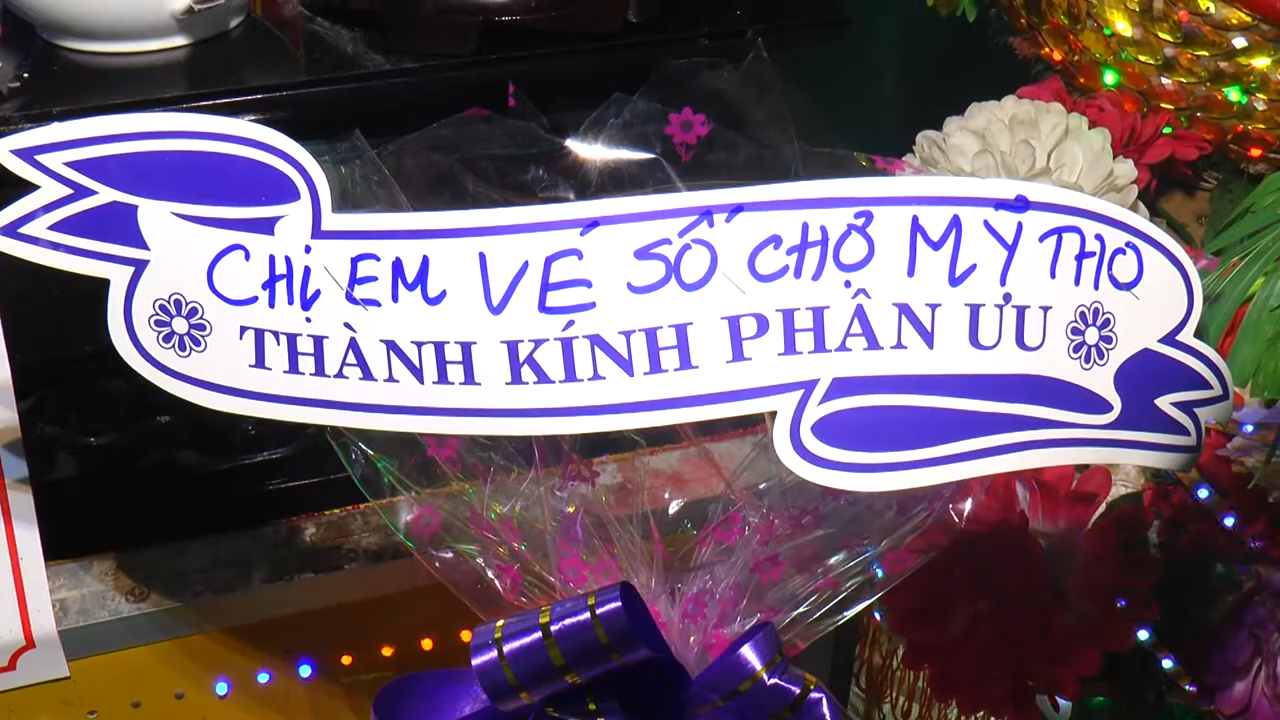 CHỊ EM VÉ SỐ CHỢ MỸ THO
THÀNH KÍNH PHÂN ƯU